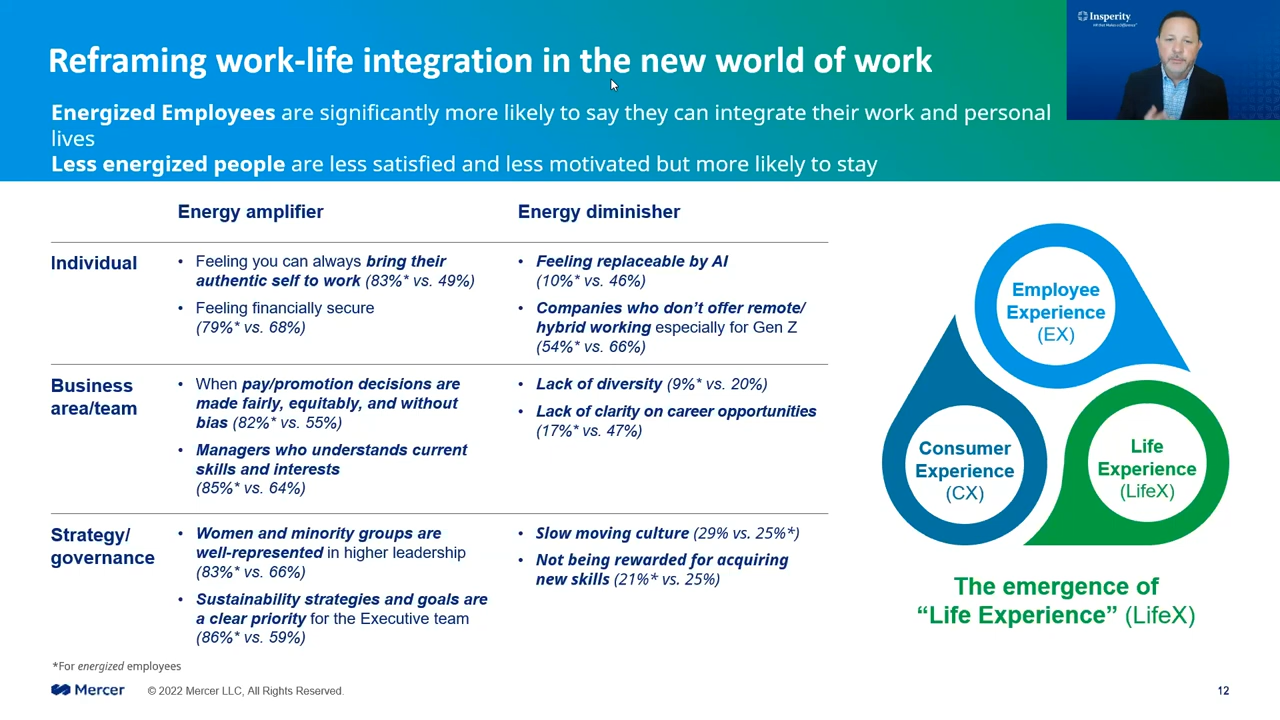 Insperity
Reframing work-life integration in the new world of work
Energized Employees are significantly more likely to say they can integrate their work and personal
lives
Less energized people are less satisfied and less motivated but more likely to stay
Energy amplifier
Energy diminisher
Individual
• Feeling you can always bring their
authentic self to work (83%* vs. 49%)
• Feeling financially secure
(79%* vs. 68%)
• Feeling replaceable by AI
(10%* vs. 46%)
• Companies who don’t offer remote/
hybrid working especially for Gen Z
(54%* vs. 66%)
Business
area/team
• When pay/promotion decisions are
made fairly, equitably, and without
bias (82%* vs. 55%)
• Managers who understands current
skills and interests
(85%* vs. 64%)
• Lack of diversity (9%* vs. 20%)
• Lack of clarity on career opportunities
(17%* vs. 47%)
Strategy/
governance
• Women and minority groups are
well-represented in higher leadership
(83%* vs. 66%)
• Sustainability strategies and goals are
a clear priority for the Executive team
(86%* vs. 59%)
• Slow moving culture (29% vs. 25%*)
• Not being rewarded for acquiring
new skills (21%* vs. 25%)
Employee
Experience
(EX)
Consumer
Experience
(CX)
Life
Experience
(LifeX)
The emergence of
“Life Experience” (LifeX)
*For energized employees
Mercer
© 2022 Mercer LLC, All Rights Reserved.
12